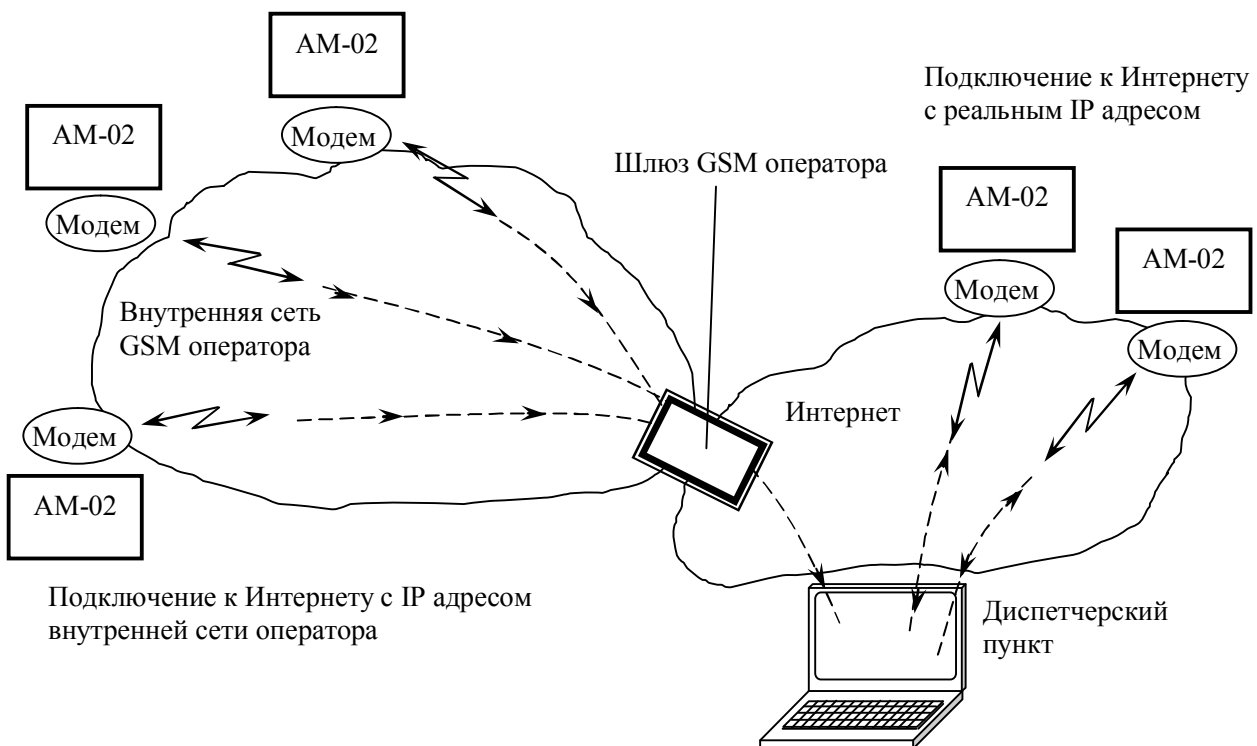 АМ-02
Модем
АМ-02
Модем
Подключение к Интернету
с реальным IP адресом
Шлюз GSM оператора
АМ-02
Модем
АМ-02
Модем
Внутренняя сеть
GSM оператора
Интернет
Модем
АМ-02
Подключение к Интернету с IP адресом
внутренней сети оператора
Диспетчерский
пункт